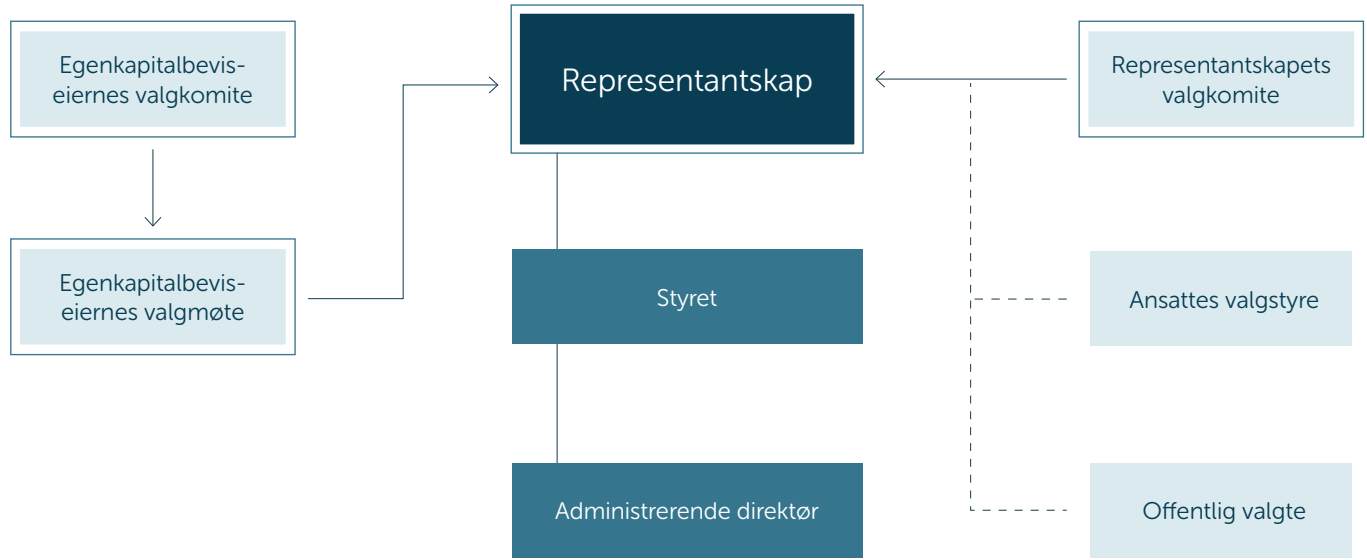 Egenkapitalbevis-
eiernes valgkomite
Representantskap
Representantskapets
valgkomite
Egenkapitalbevis-
eiernes valgmøte
Styret
Ansattes valgstyre
Administrerende direktør
Offentlig valgte